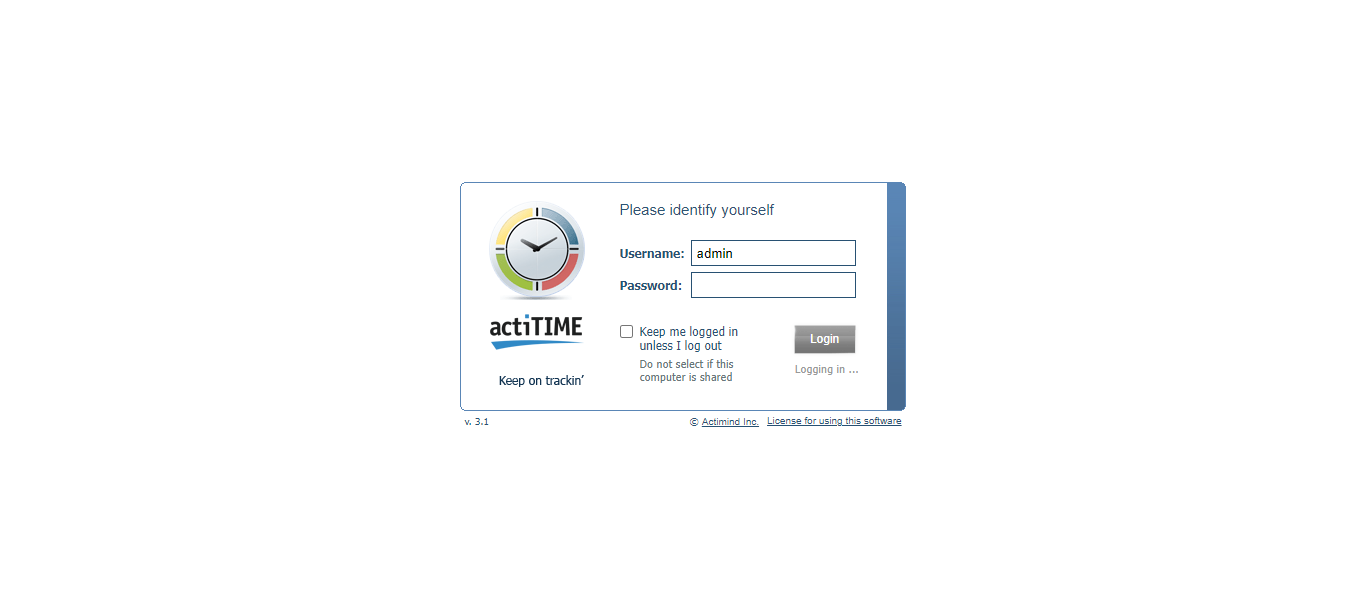 Please identify yourself
Username: admin
Password:
actiTIME
Keep me logged in
unless I log out
Login
Do not select if this
computer is shared
Logging in ...
Keep on trackin’
v. 3.1
© Actimind Inc. License for using this software